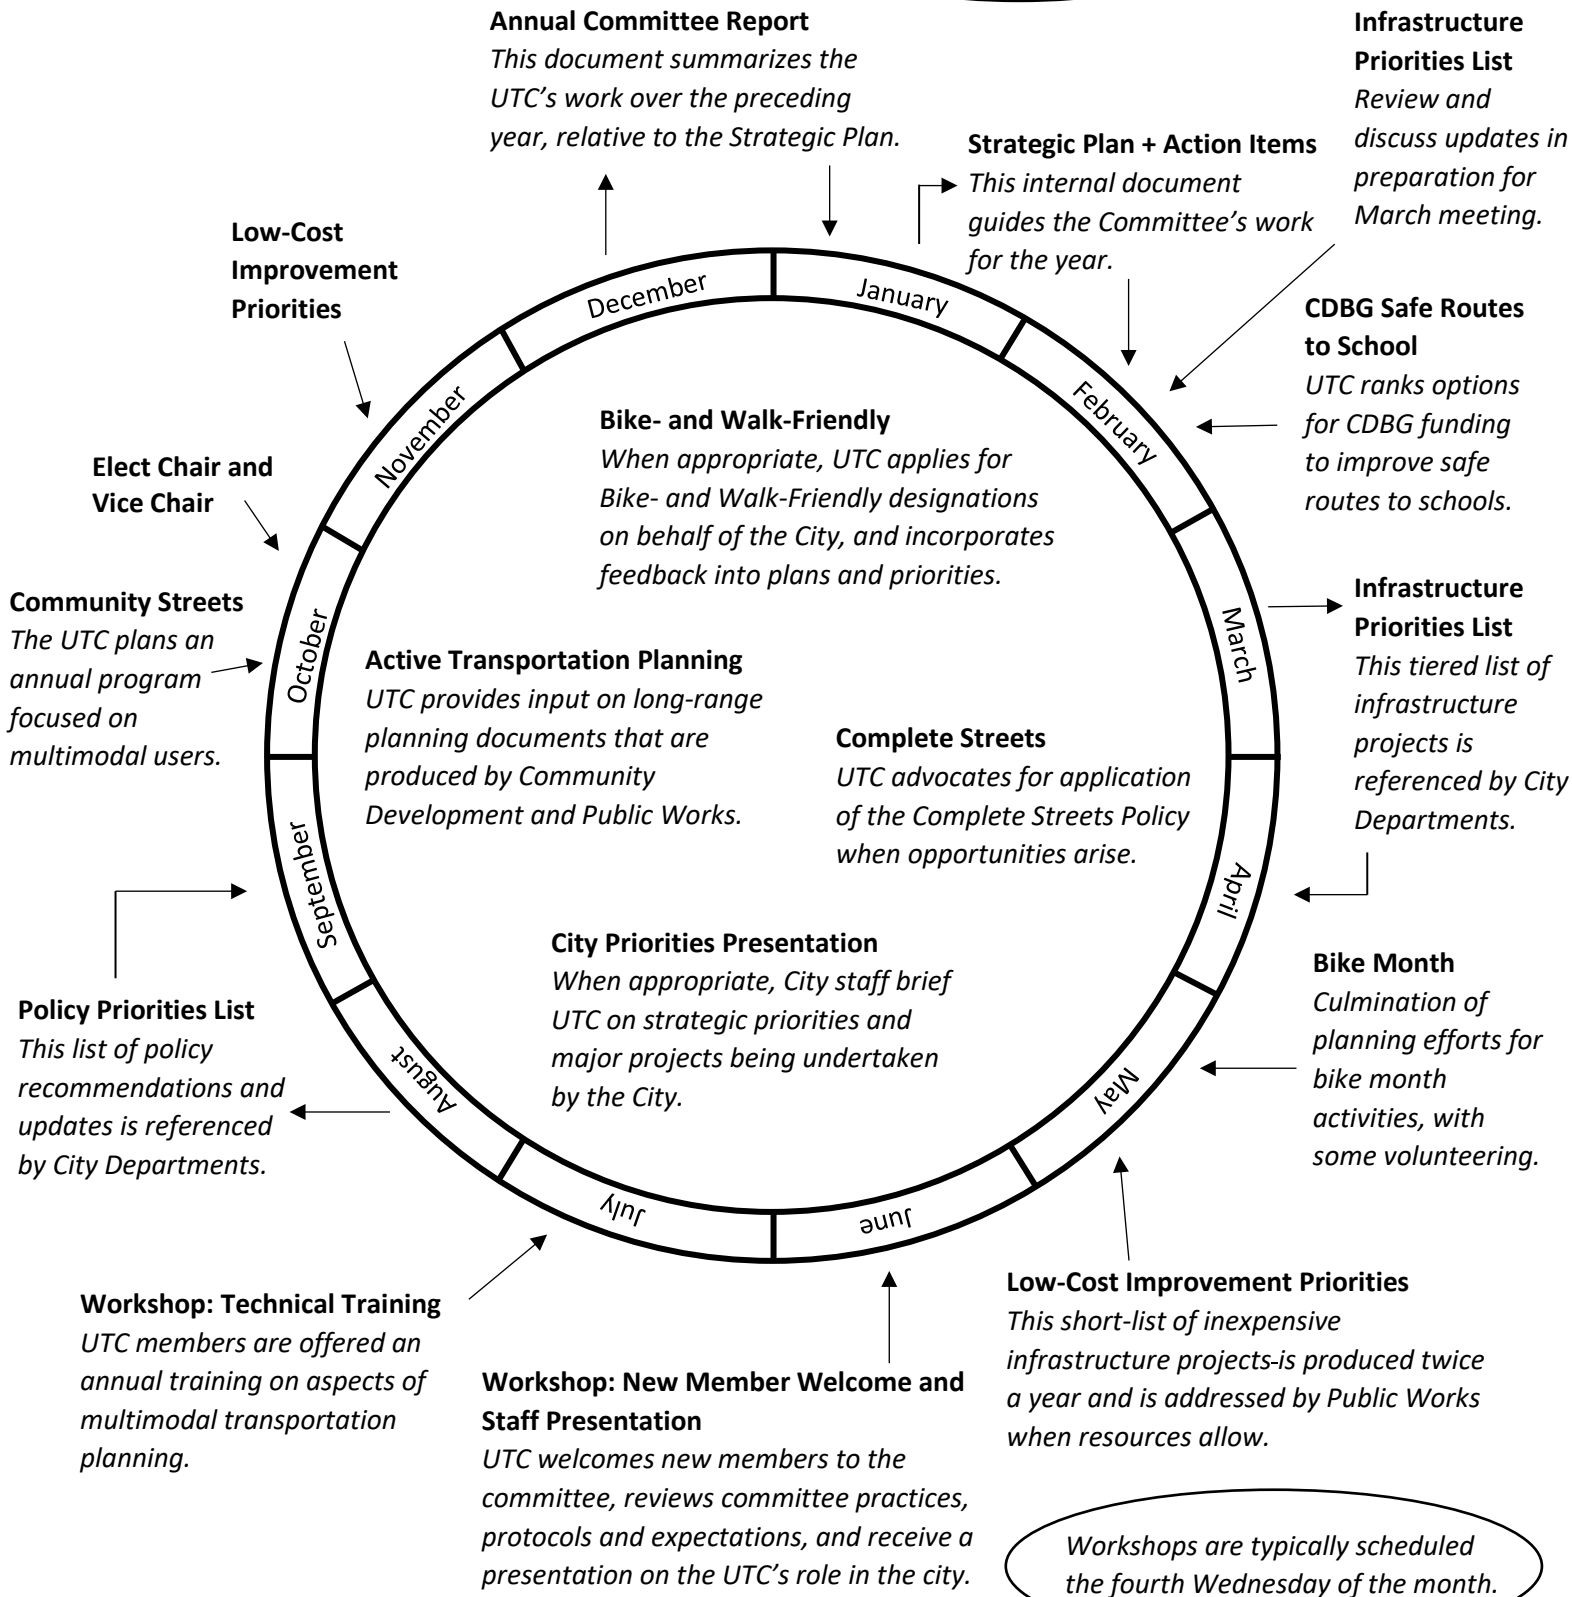 Annual Committee Report
This document summarizes the
UTC's work over the preceding
year, relative to the Strategic Plan.
Strategic Plan + Action Items
This internal document
guides the Committee's work
for the year.
Infrastructure
Priorities List
Review and
discuss updates in
preparation for
March meeting.
CDBG Safe Routes
to School
UTC ranks options
for CDBG funding
to improve safe
routes to schools.
Infrastructure
Priorities List
This tiered list of
infrastructure
projects is
referenced by City
Departments.
Bike Month
Culmination of
planning efforts for
bike month
activities, with
some volunteering.
Low-Cost Improvement Priorities
This short-list of inexpensive
infrastructure projects-is produced twice
a year and is addressed by Public Works
when resources allow.
Workshops are typically scheduled
the fourth Wednesday of the month.
Workshop: New Member Welcome and
Staff Presentation
UTC welcomes new members to the
committee, reviews committee practices,
protocols and expectations, and receive a
presentation on the UTC's role in the city.
Workshop: Technical Training
UTC members are offered an
annual training on aspects of
multimodal transportation
planning.
Policy Priorities List
This list of policy
recommendations and
updates is referenced
by City Departments.
Community Streets
The UTC plans an
annual program
focused on
multimodal users.
Elect Chair and
Vice Chair
Low-Cost
Improvement
Priorities
January
February
March
April
May
June
July
August
September
October
November
December
Bike- and Walk-Friendly
When appropriate, UTC applies for
Bike- and Walk-Friendly designations
on behalf of the City, and incorporates
feedback into plans and priorities.
Active Transportation Planning
UTC provides input on long-range
planning documents that are
produced by Community
Development and Public Works.
Complete Streets
UTC advocates for application
of the Complete Streets Policy
when opportunities arise.
City Priorities Presentation
When appropriate, City staff brief
UTC on strategic priorities and
major projects being undertaken
by the City.